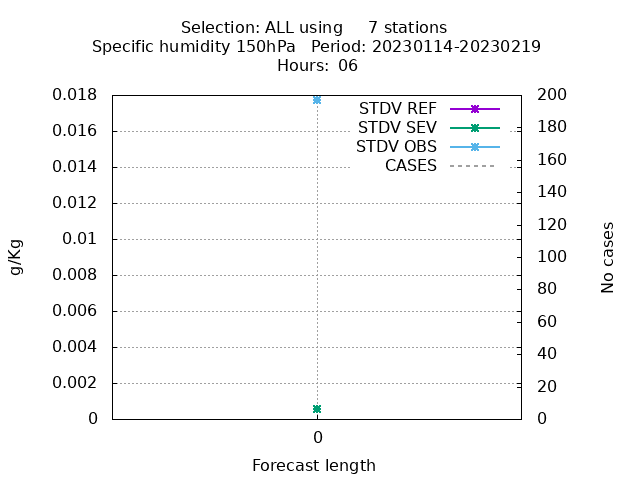 Selection: ALL using     7 stations
Specific humidity 150hPa   Period: 20230114-20230219
Hours: 06
STDV REF
STDV SEV
STDV OBS
CASES
0.018
0.016
0.014
0.012
0.01
0.008
0.006
0.004
0.002
0
g/Kg
200
180
160
140
120
100
80
60
40
20
0
No cases
0
Forecast length